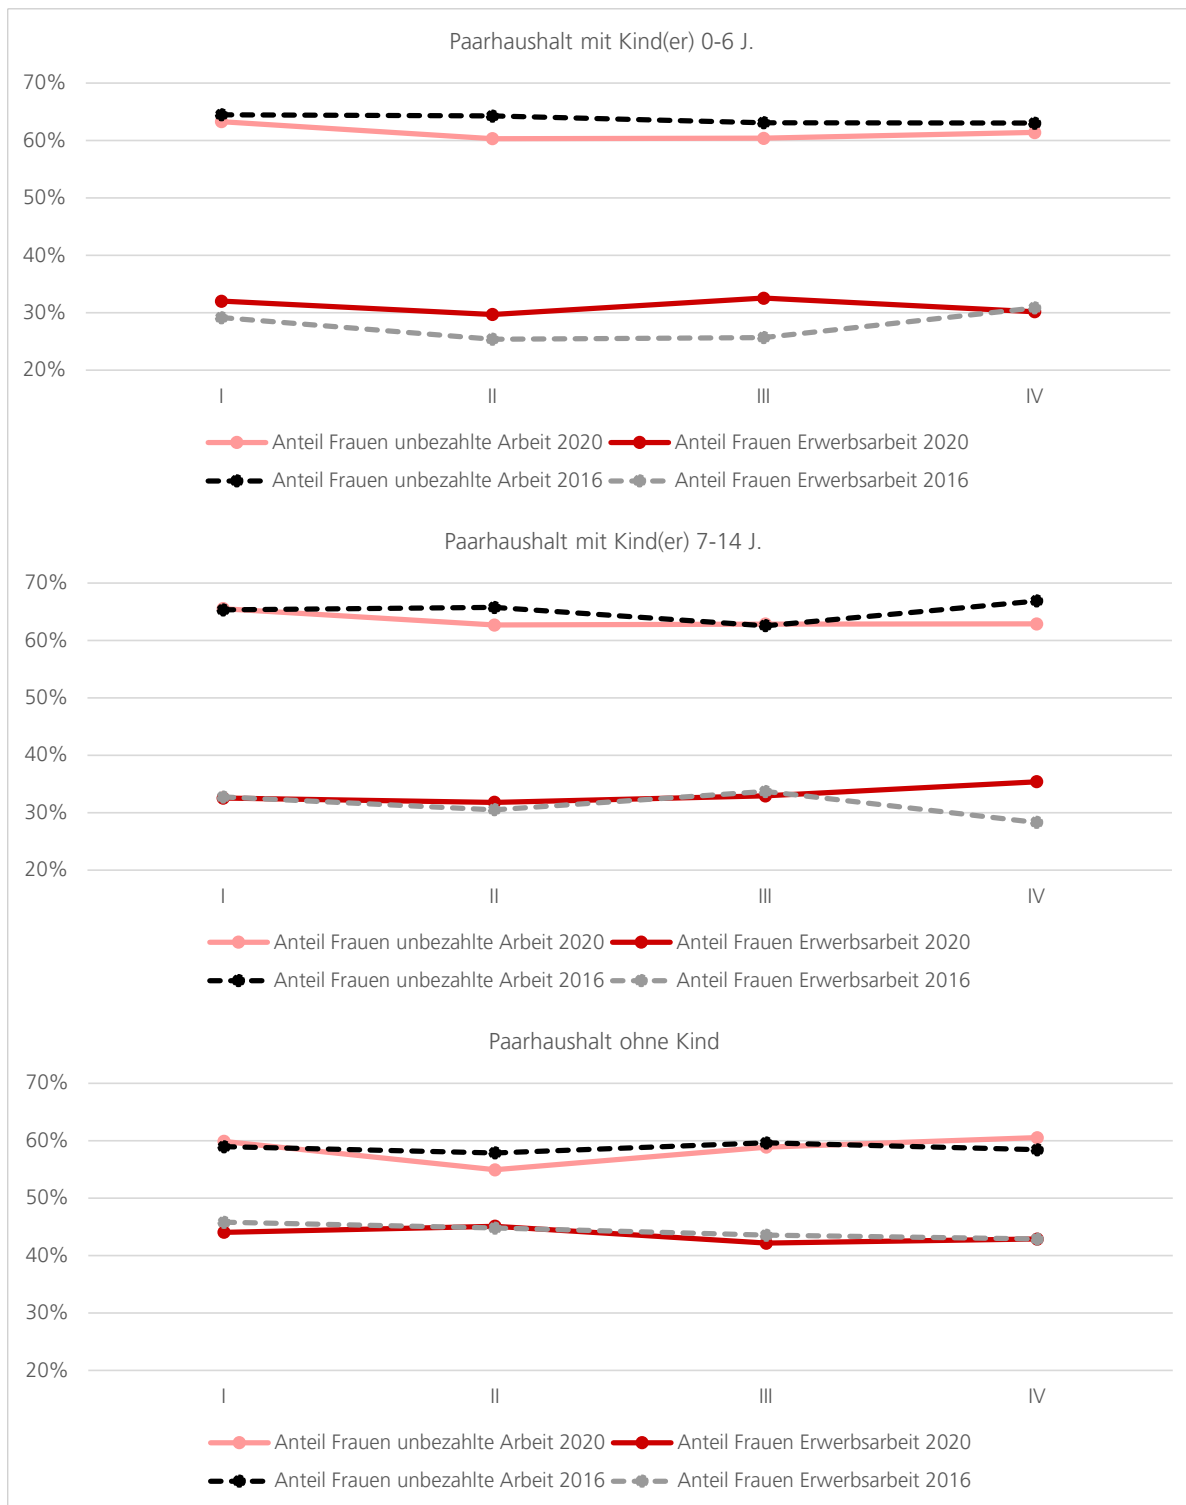 Paarhaushalt mit Kind(er) 0-6 J.
70%
60%
50%
40%
30%
20%
I II III IV
Anteil Frauen unbezahlte Arbeit 2020 Anteil Frauen Erwerbsarbeit 2020
Anteil Frauen unbezahlte Arbeit 2016 Anteil Frauen Erwerbsarbeit 2016
Paarhaushalt mit Kind(er) 7-14 J.
70%
60%
50%
40%
30%
20%
I II III IV
Anteil Frauen unbezahlte Arbeit 2020 Anteil Frauen Erwerbsarbeit 2020
Anteil Frauen unbezahlte Arbeit 2016 Anteil Frauen Erwerbsarbeit 2016
Paarhaushalt ohne Kind
70%
60%
50%
40%
30%
20%
I II III IV
Anteil Frauen unbezahlte Arbeit 2020 Anteil Frauen Erwerbsarbeit 2020
Anteil Frauen unbezahlte Arbeit 2016 Anteil Frauen Erwerbsarbeit 2016